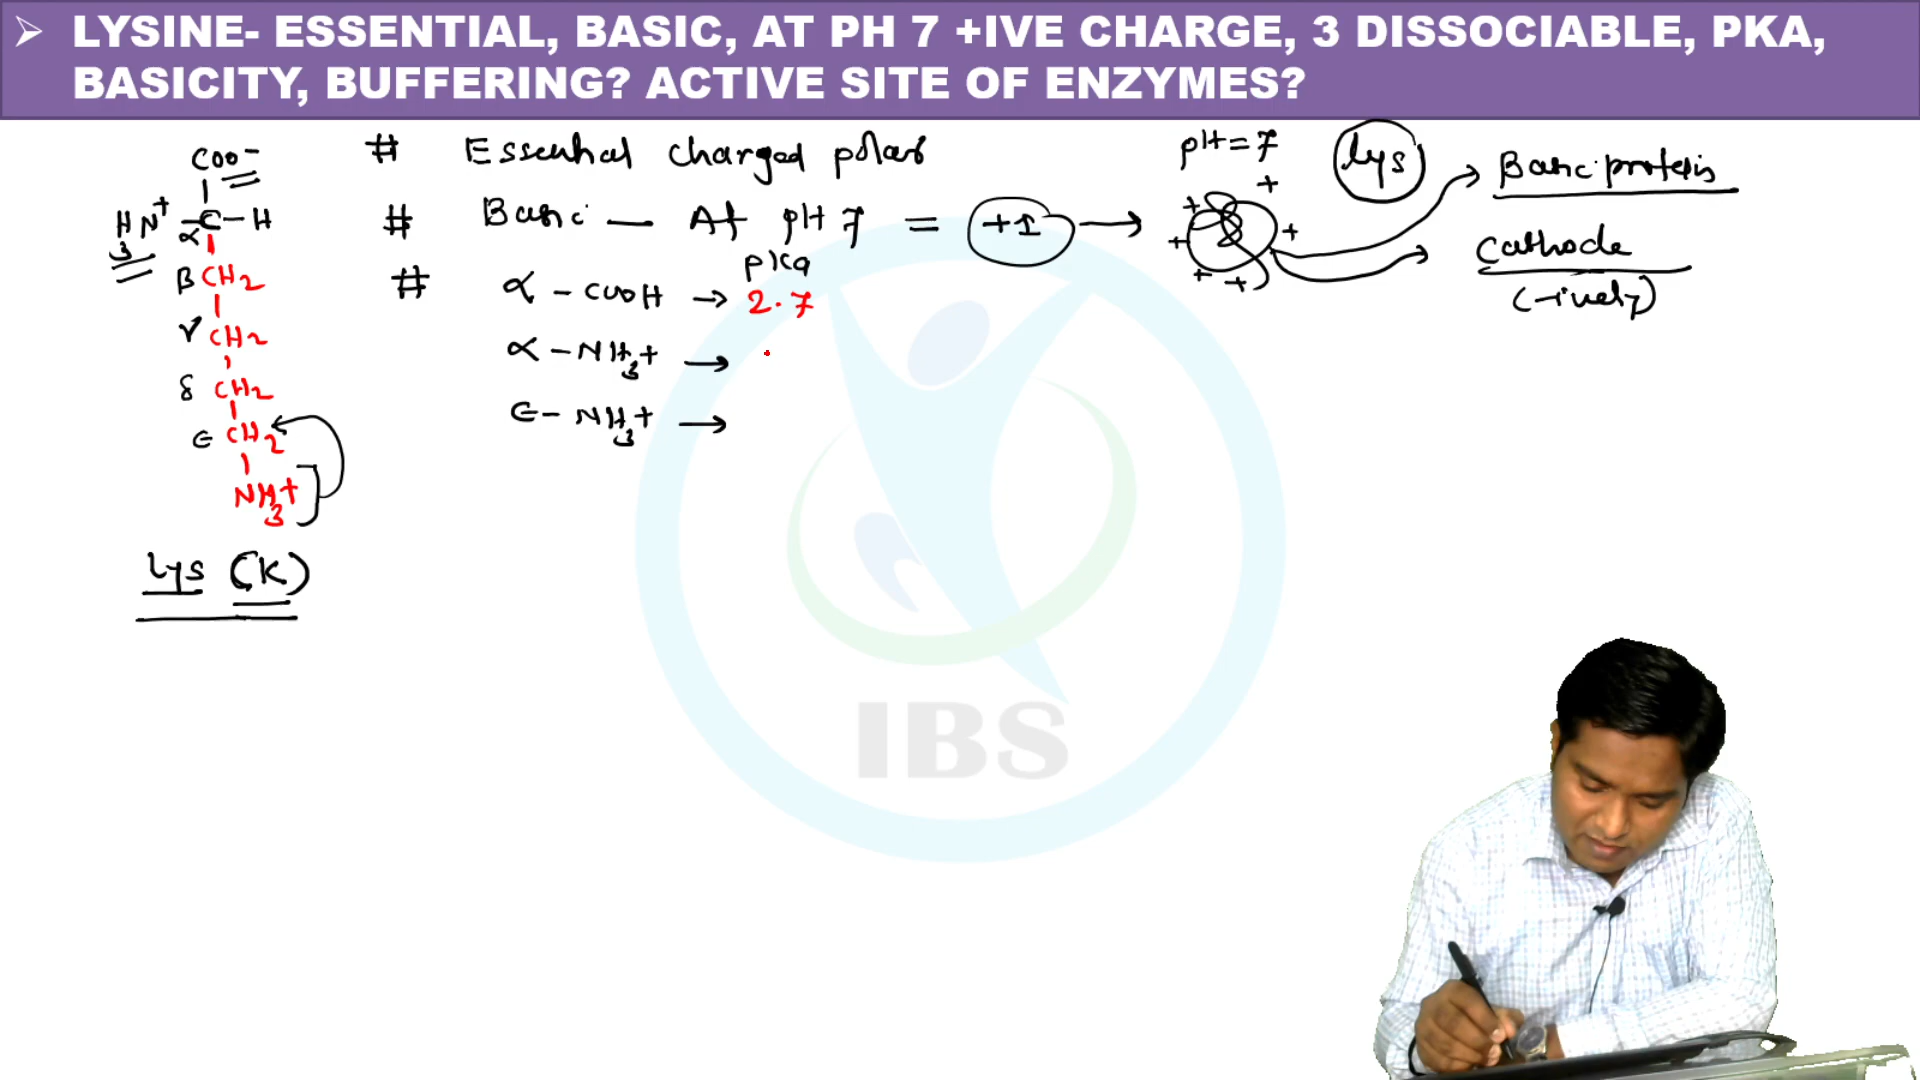 ➢ LYSINE- ESSENTIAL, BASIC, AT PH 7 +IVE CHARGE, 3 DISSOCIABLE, PKA,
BASICITY, BUFFERING? ACTIVE SITE OF ENZYMES?
# Essential charged polar
# Basic — At pH 7 = +1 →
pKa
# α - COOH → 2.7
α - NH3+ →
ε - NH3+ →
COO-
H3N+ - C - H
α
β CH2
γ CH2
δ CH2
ε CH2
NH3+
Lys (K)
pH = 7
Lys
+ + + + + +
Basic proteins
Cathode
(-ively)
IBS